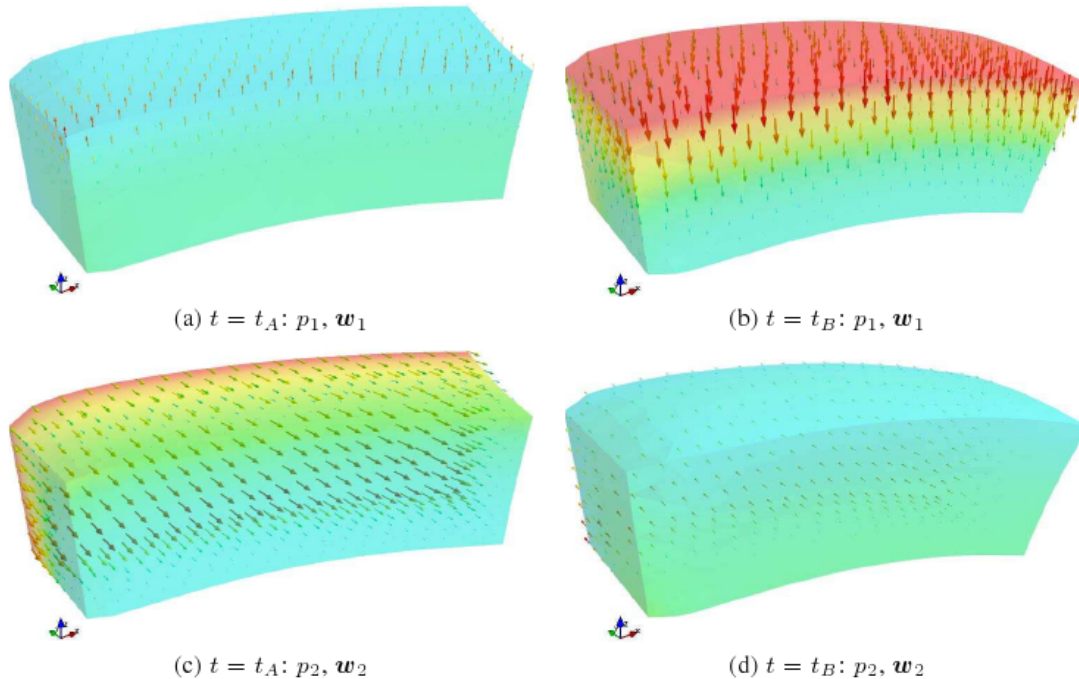 (a) t = t_A: p_1, w_1
(b) t = t_B: p_1, w_1
(c) t = t_A: p_2, w_2
(d) t = t_B: p_2, w_2